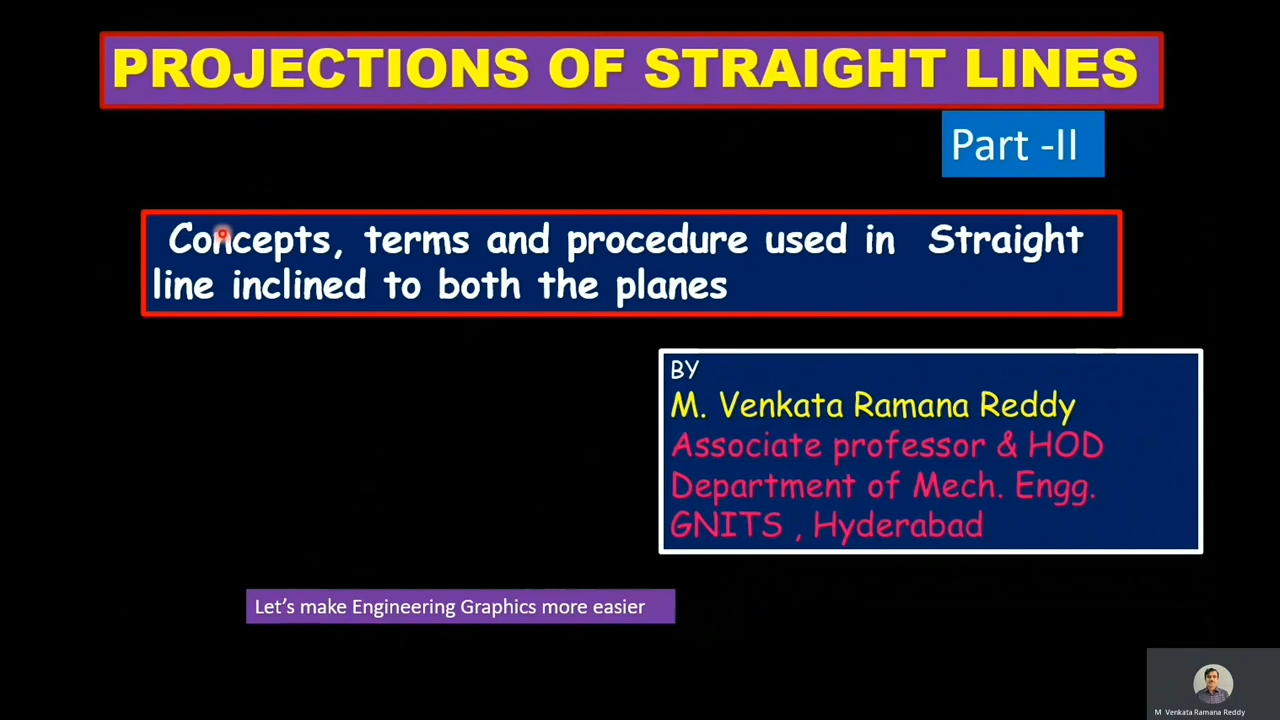 PROJECTIONS OF STRAIGHT LINES
Part -II
Concepts, terms and procedure used in Straight
line inclined to both the planes
BY
M. Venkata Ramana Reddy
Associate professor & HOD
Department of Mech. Engg.
GNITS , Hyderabad
Let's make Engineering Graphics more easier
M Venkata Ramana Reddy